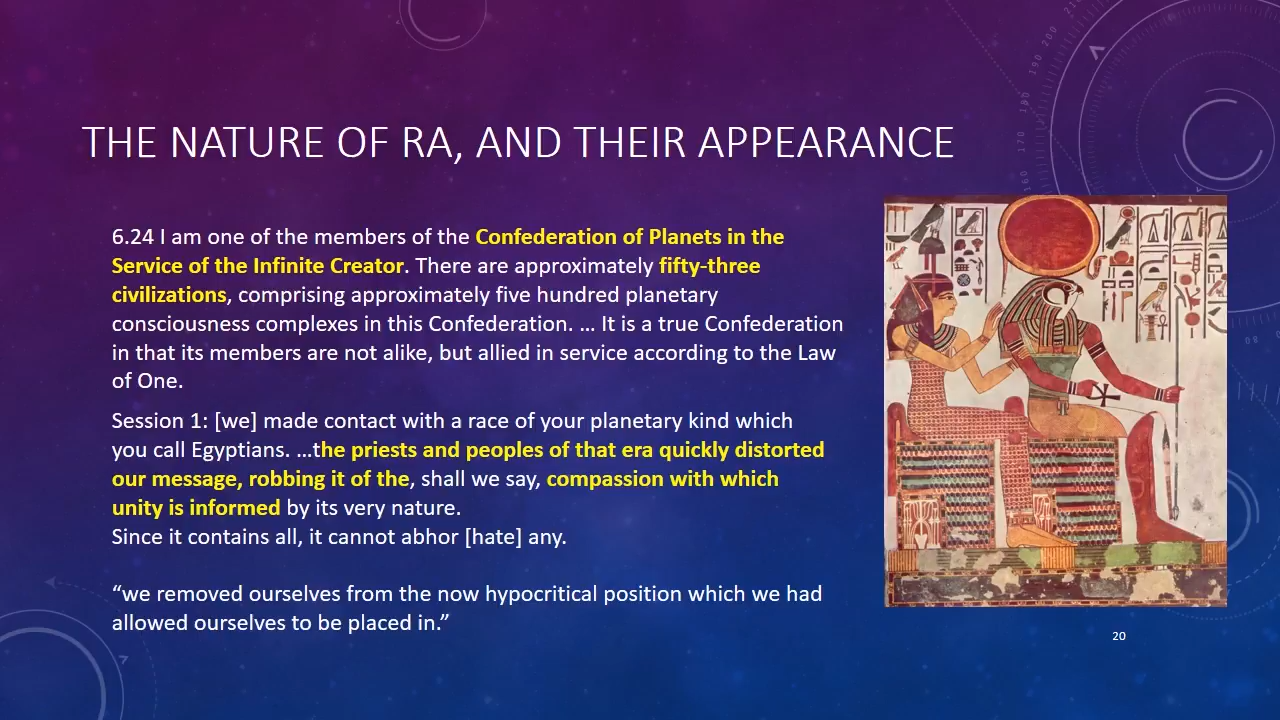 THE NATURE OF RA, AND THEIR APPEARANCE
6.24 I am one of the members of the Confederation of Planets in the
Service of the Infinite Creator. There are approximately fifty-three
civilizations, comprising approximately five hundred planetary
consciousness complexes in this Confederation. … It is a true Confederation
in that its members are not alike, but allied in service according to the Law
of One.
Session 1: [we] made contact with a race of your planetary kind which
you call Egyptians. …the priests and peoples of that era quickly distorted
our message, robbing it of the, shall we say, compassion with which
unity is informed by its very nature.
Since it contains all, it cannot abhor [hate] any.
“we removed ourselves from the now hypocritical position which we had
allowed ourselves to be placed in.”
20
160
170
180
190
200